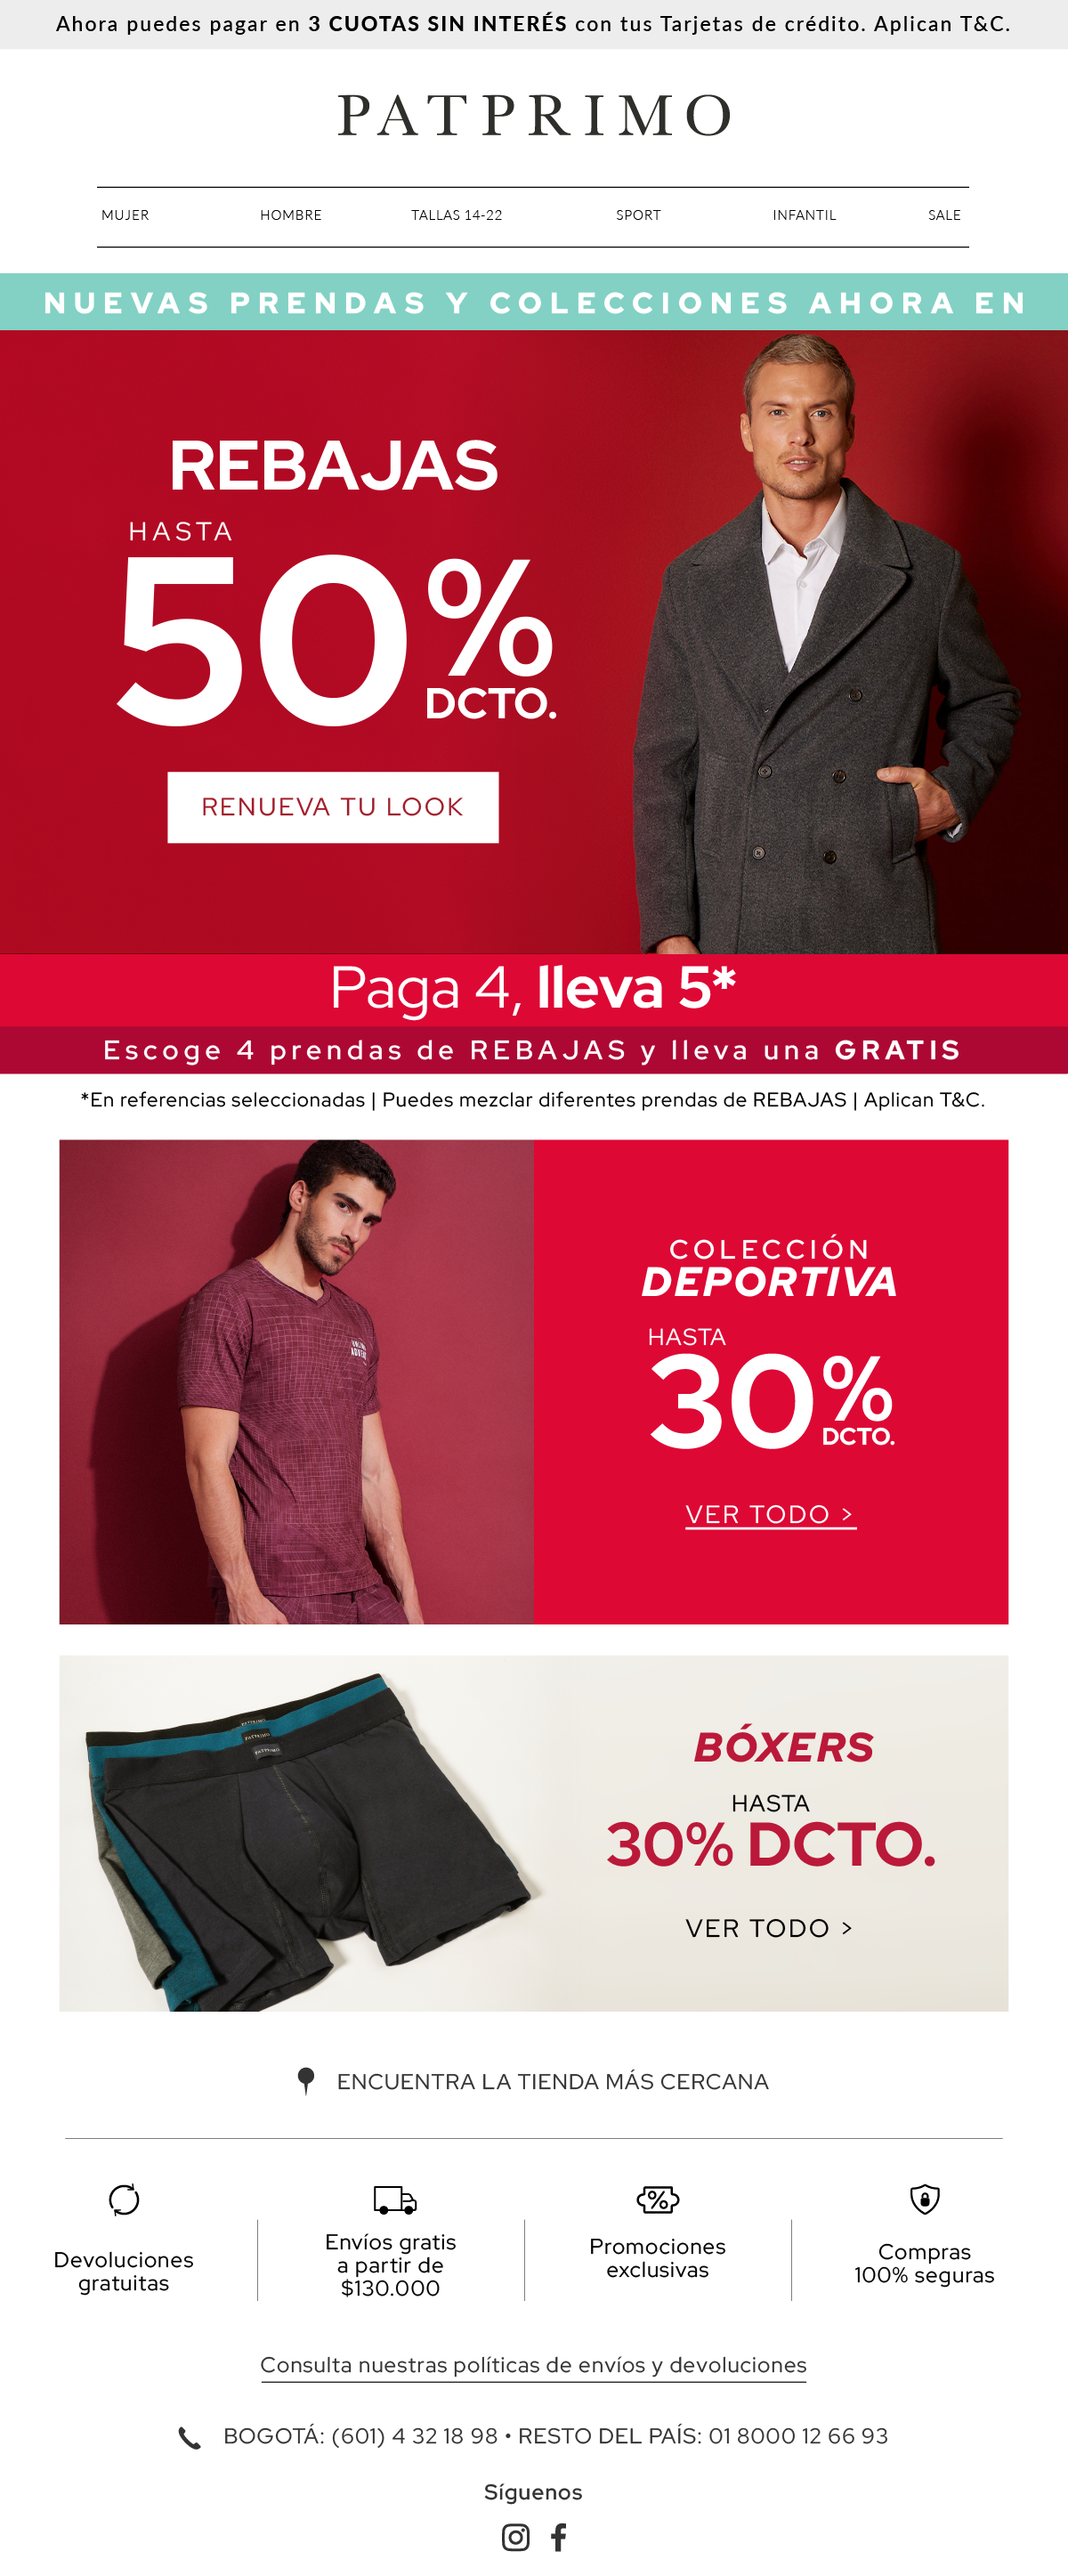 Ahora puedes pagar en 3 CUOTAS SIN INTERÉS con tus Tarjetas de crédito. Aplican T&C.
PATPRIMO
MUJER HOMBRE TALLAS 14-22 SPORT INFANTIL SALE
NUEVAS PRENDAS Y COLECCIONES AHORA EN
REBAJAS
HASTA
50%
DCTO.
RENUEVA TU LOOK
Paga 4, lleva 5*
Escoge 4 prendas de REBAJAS y lleva una GRATIS
*En referencias seleccionadas | Puedes mezclar diferentes prendas de REBAJAS | Aplican T&C.
COLECCIÓN
DEPORTIVA
HASTA
30%
DCTO.
VER TODO >
PATPRIMO
PATPRIMO
PATPRIMO
BÓXERS
HASTA
30% DCTO.
VER TODO >
ENCUENTRA LA TIENDA MÁS CERCANA
Devoluciones
gratuitas
Envíos gratis
a partir de
$130.000
Promociones
exclusivas
Compras
100% seguras
Consulta nuestras políticas de envíos y devoluciones
BOGOTÁ: (601) 4 32 18 98 • RESTO DEL PAÍS: 01 8000 12 66 93
Síguenos